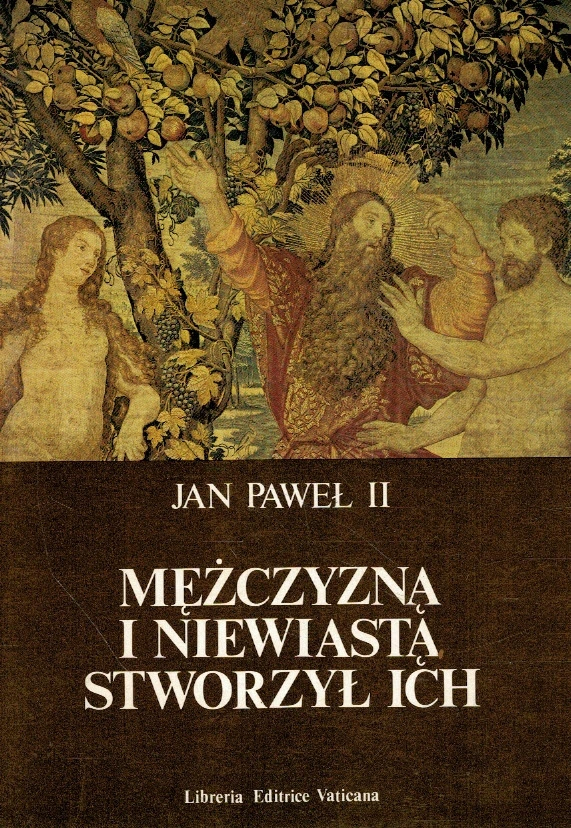 JAN PAWEŁ II
MĘŻCZYZNĄ
I NIEWIASTĄ
STWORZYŁ ICH
Libreria Editrice Vaticana